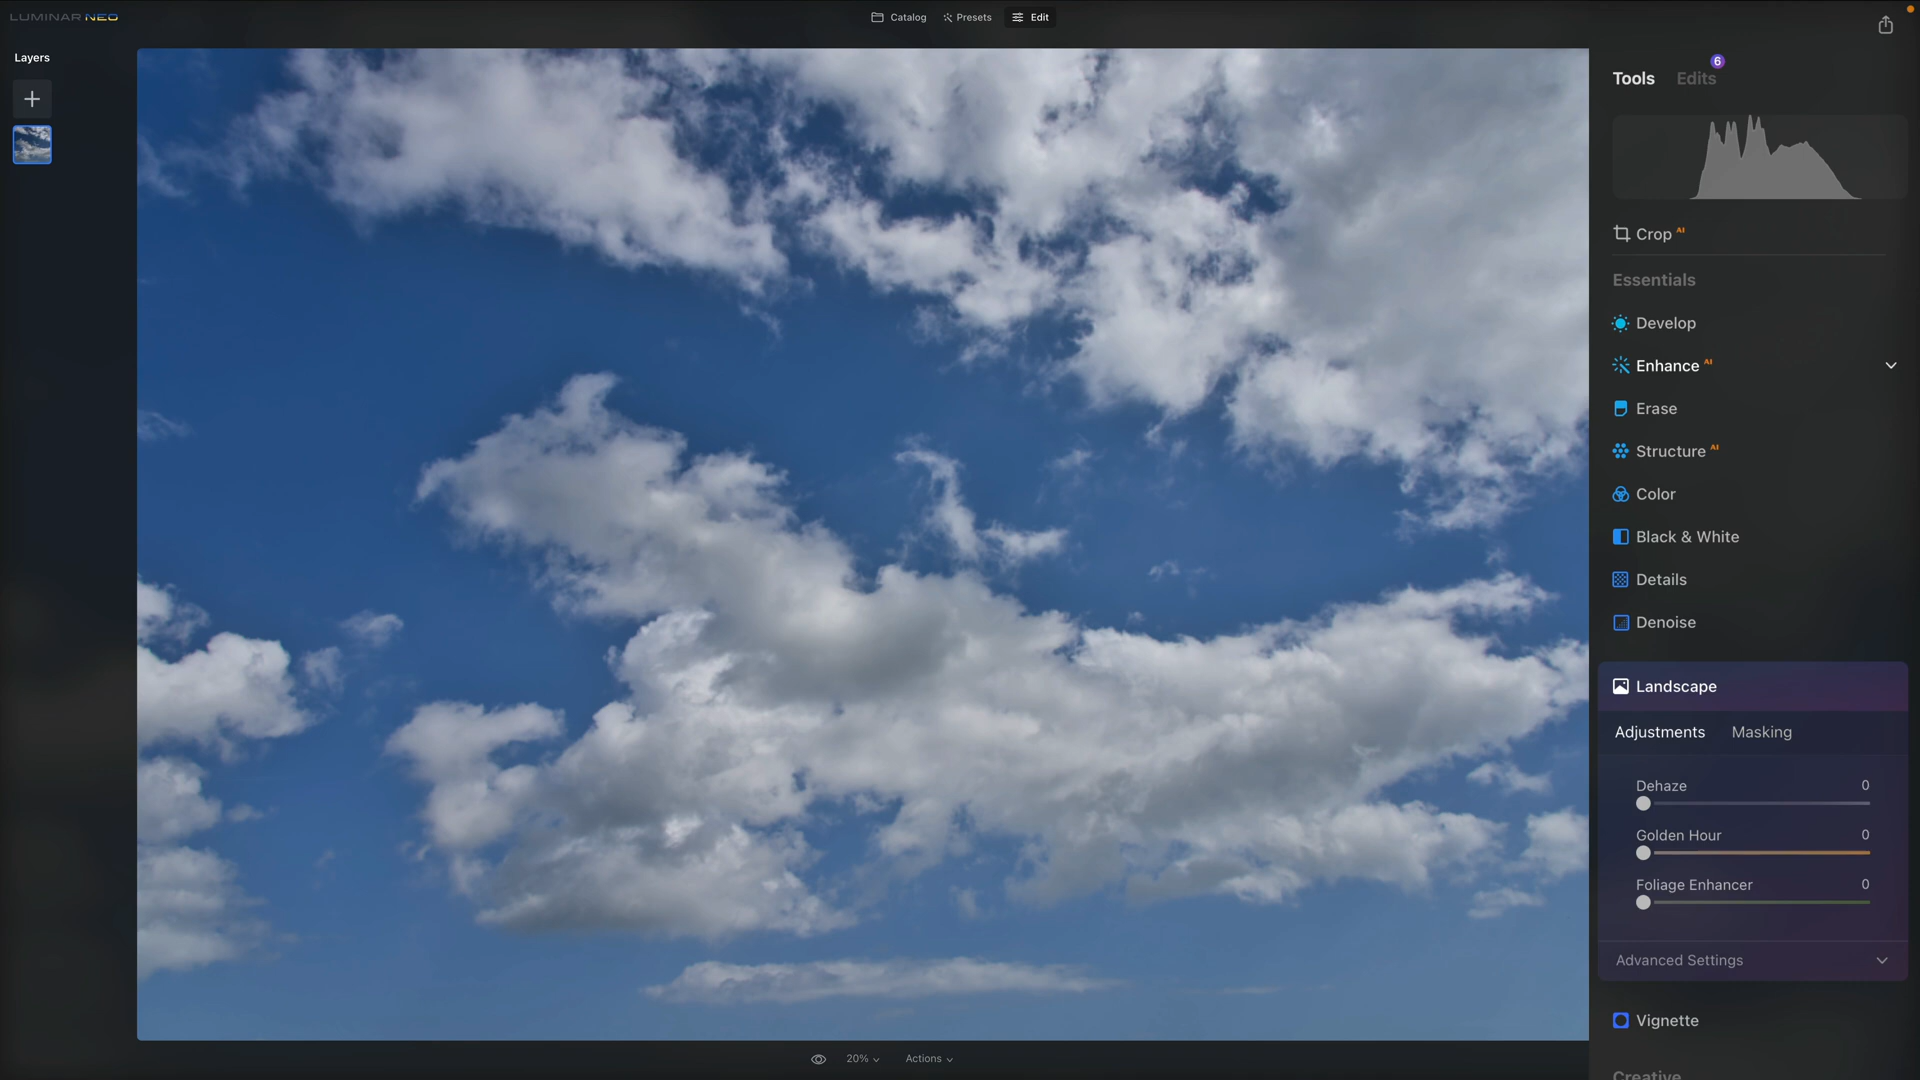 LUMINAR NEO
Catalog
Presets
Edit
Layers
Tools
Edits
6
Crop AI
Essentials
Develop
Enhance AI
Erase
Structure AI
Color
Black & White
Details
Denoise
Landscape
Adjustments
Masking
Dehaze 0
Golden Hour 0
Foliage Enhancer 0
Advanced Settings
Vignette
Creative
20%
Actions